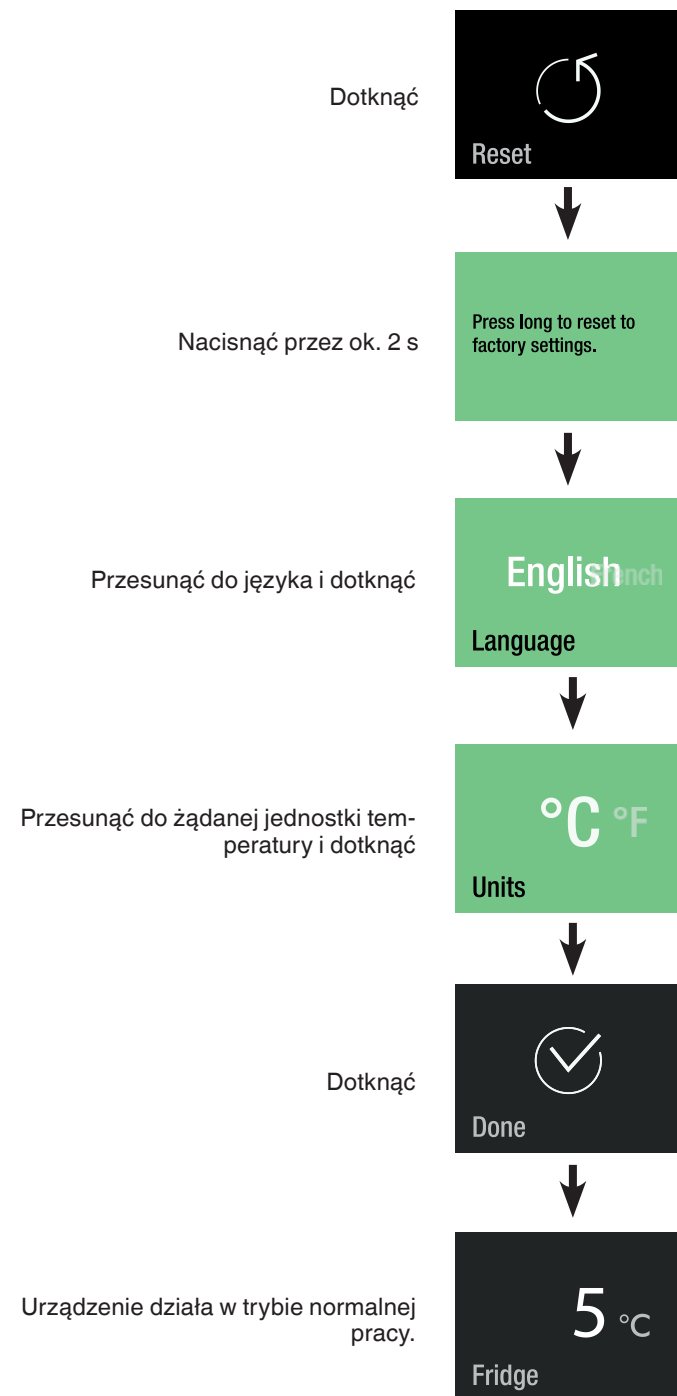 Dotknąć
Reset
Nacisnąć przez ok. 2 s
Press long to reset to
factory settings.
Przesunąć do języka i dotknąć
English French
Language
Przesunąć do żądanej jednostki tem-
peratury i dotknąć
°C °F
Units
Dotknąć
Done
Urządzenie działa w trybie normalnej
pracy.
5 °C
Fridge